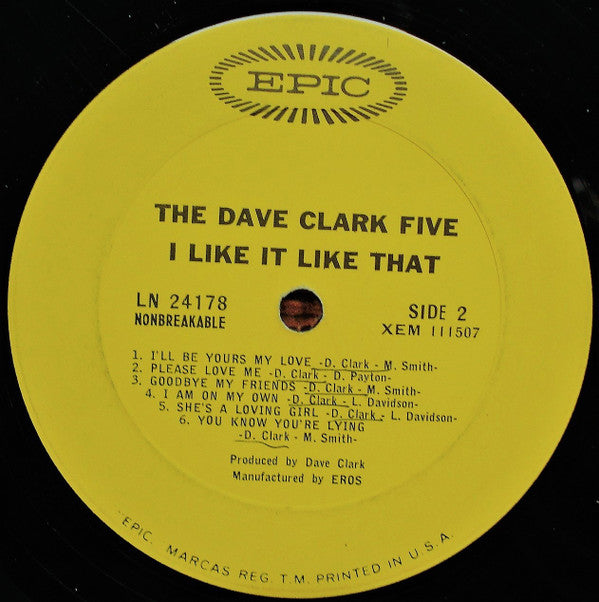 EPIC
THE DAVE CLARK FIVE
I LIKE IT LIKE THAT
LN 24178
NONBREAKABLE
SIDE 2
XEM 111507
1. I'LL BE YOURS MY LOVE -D. Clark - M. Smith-
2. PLEASE LOVE ME -D. Clark - D. Payton-
3. GOODBYE MY FRIENDS -D. Clark - M. Smith-
4. I AM ON MY OWN -D. Clark - L. Davidson-
5. SHE'S A LOVING GIRL -D. Clark - L. Davidson-
6. YOU KNOW YOU'RE LYING
-D. Clark - M. Smith-
Produced by Dave Clark
Manufactured by EROS
"EPIC, MARCAS REG. T.M. PRINTED IN U.S.A.